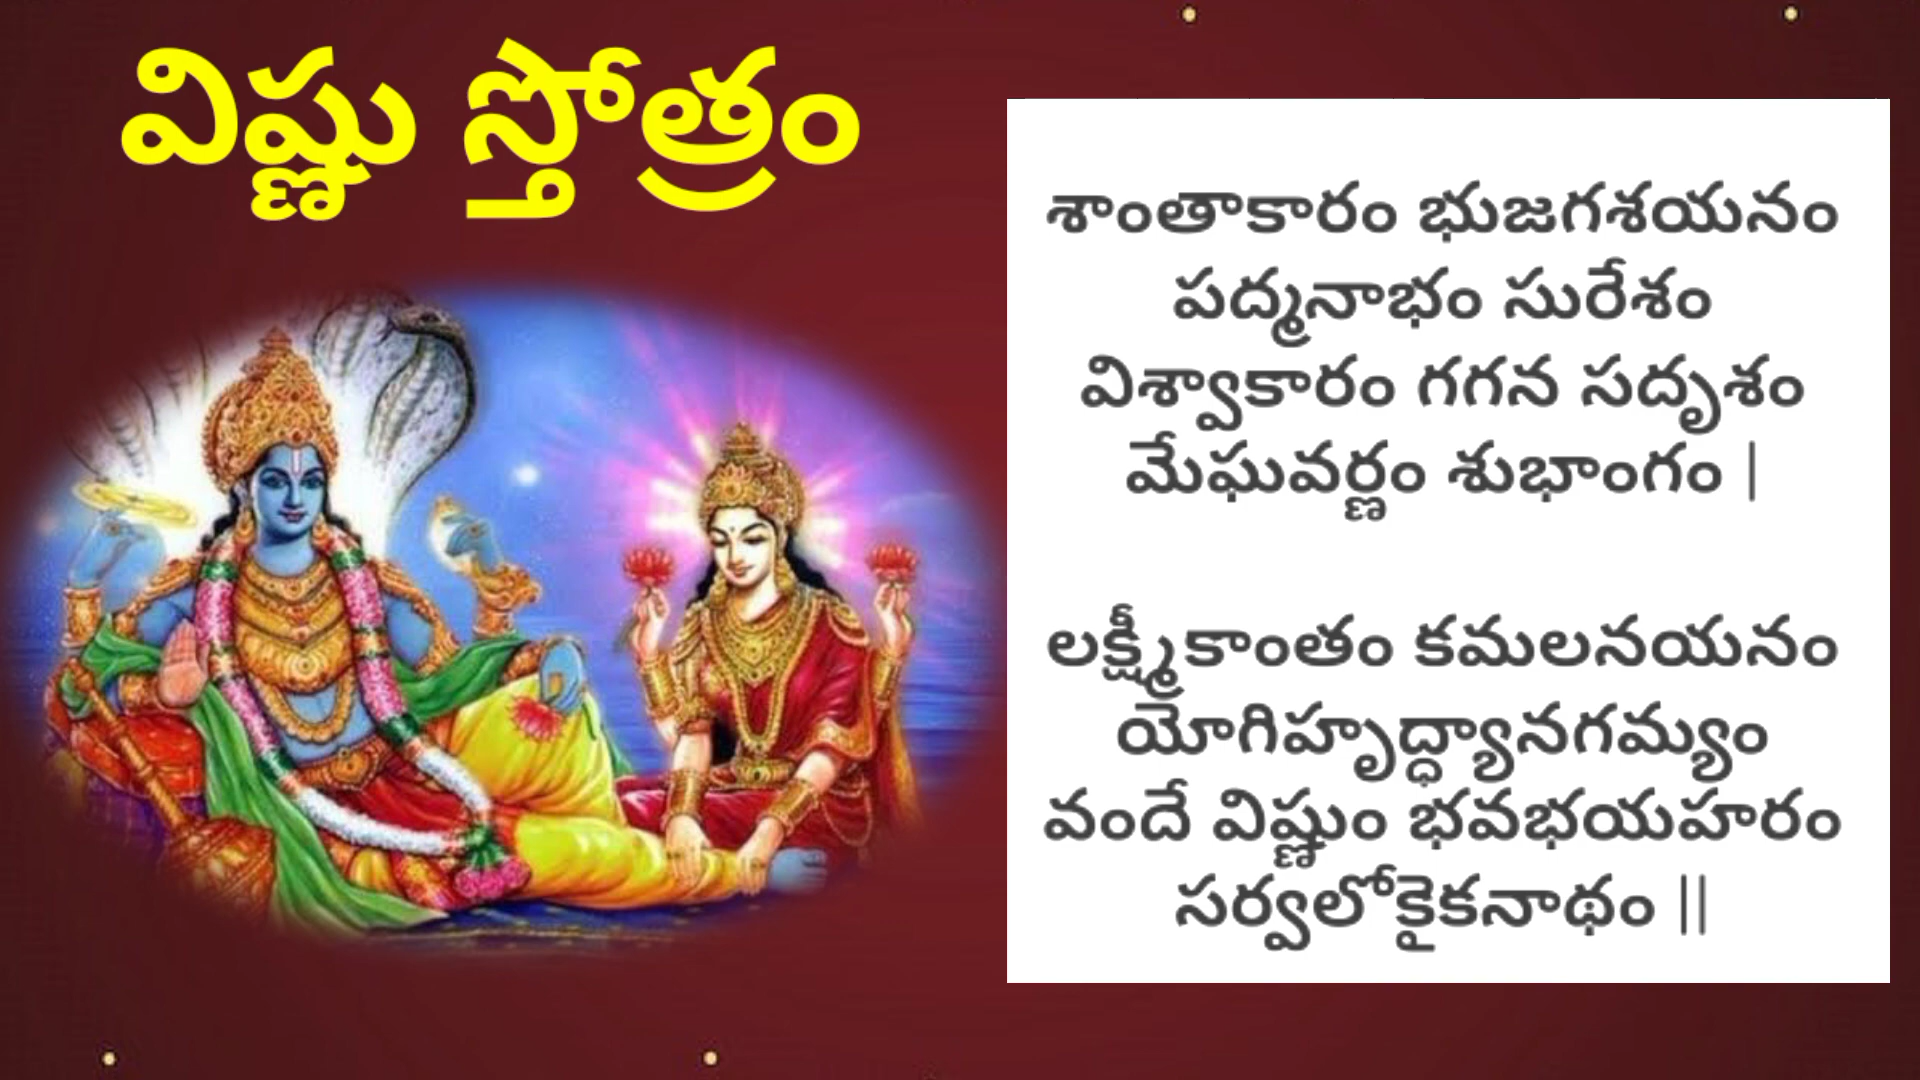 విష్ణు స్తోత్రం
శాంతాకారం భుజగశయనం
పద్మనాభం సురేశం
విశ్వాకారం గగన సదృశం
మేఘవర్ణం శుభాంగం |
లక్ష్మీకాంతం కమలనయనం
యోగిహృద్ధ్యానగమ్యం
వందే విష్ణుం భవభయహరం
సర్వలోకైకనాథం ||